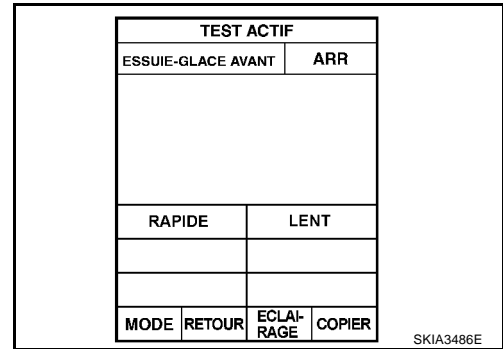 TEST ACTIF
ESSUIE-GLACE AVANT ARR
RAPIDE LENT
MODE RETOUR ECLAI-
RAGE COPIER
SKIA3486E